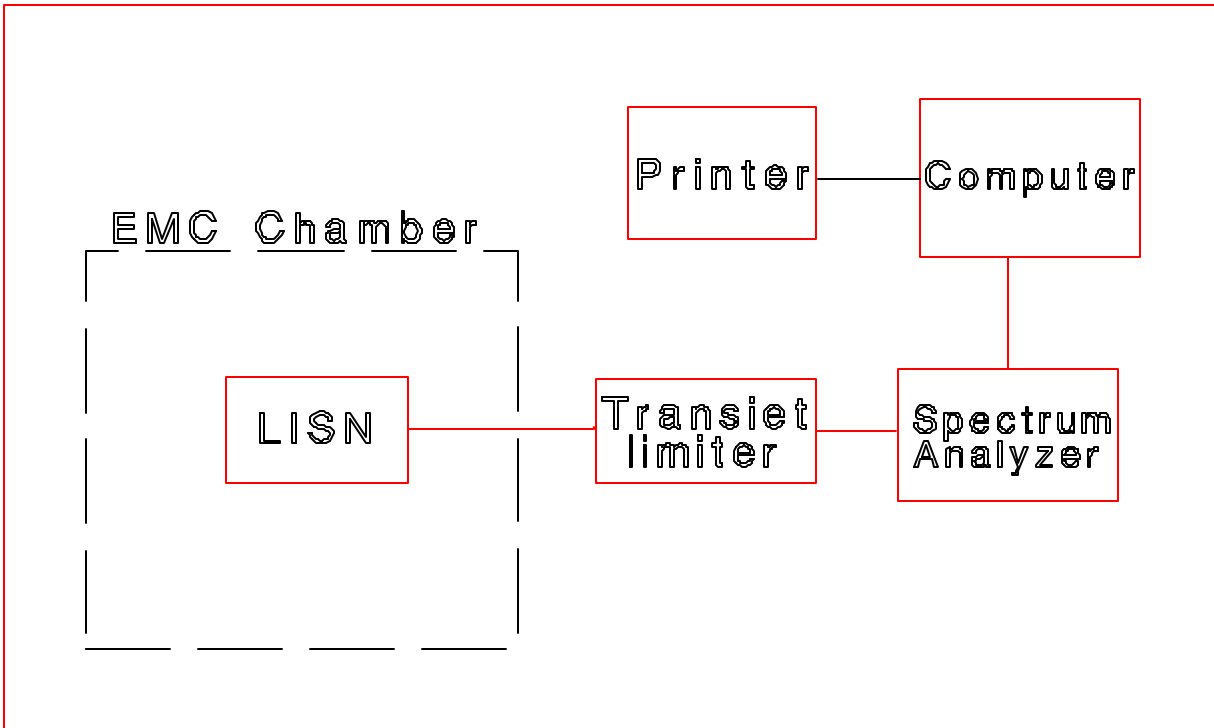 Printer
Computer
EMC Chamber
LISN
Transiet
limiter
Spectrum
Analyzer